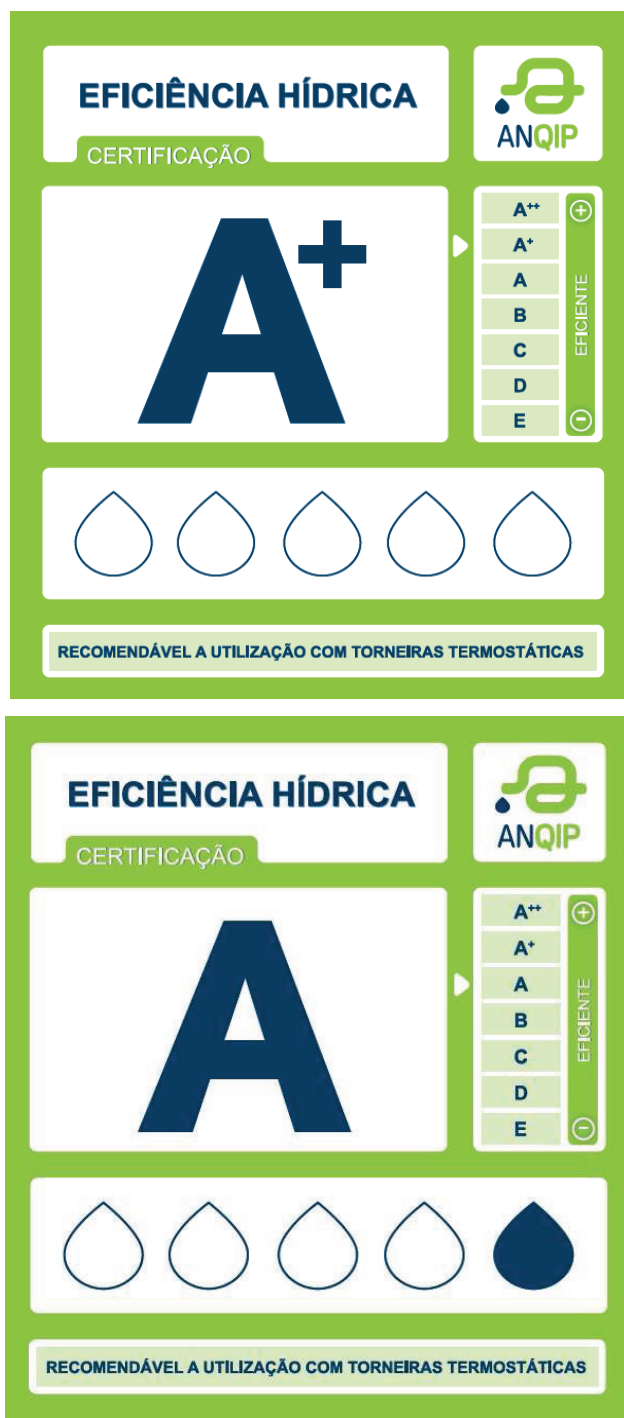 EFICIÊNCIA HÍDRICA
CERTIFICAÇÃO
ANQIP
A+
A++
A+
A
B
C
D
E
EFICIENTE
RECOMENDÁVEL A UTILIZAÇÃO COM TORNEIRAS TERMOSTÁTICAS
EFICIÊNCIA HÍDRICA
CERTIFICAÇÃO
ANQIP
A
A++
A+
A
B
C
D
E
EFICIENTE
RECOMENDÁVEL A UTILIZAÇÃO COM TORNEIRAS TERMOSTÁTICAS